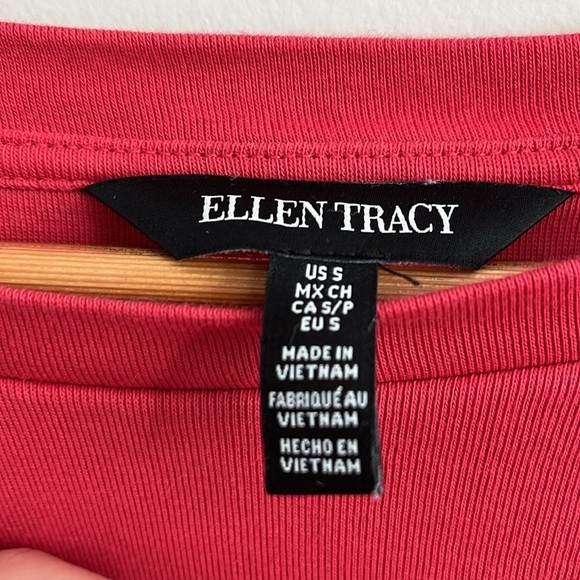 ELLEN TRACY
US S
MX CH
CA S/P
EU S
MADE IN
VIETNAM
FABRIQUÉ AU
VIETNAM
HECHO EN
VIETNAM